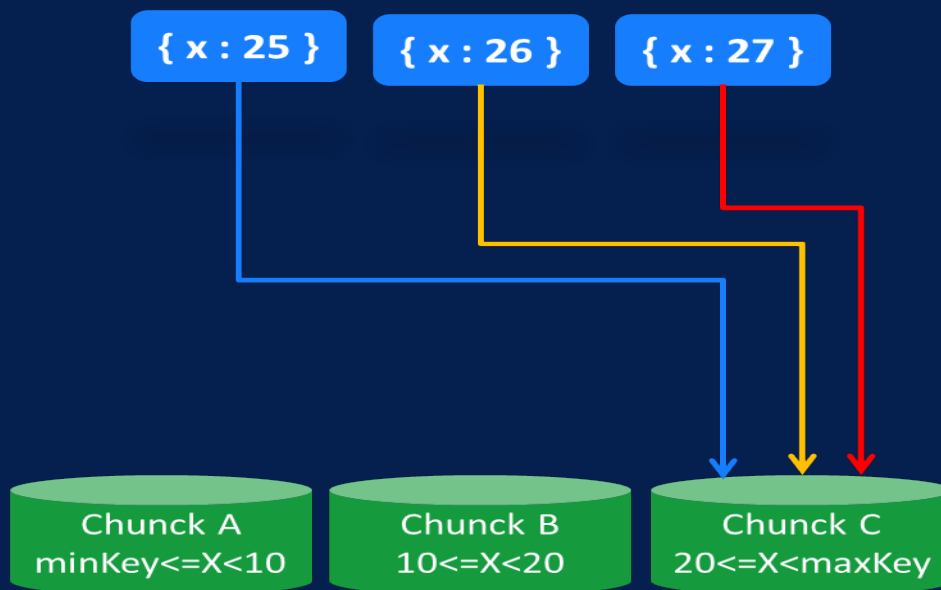 { x : 25 }
{ x : 26 }
{ x : 27 }
Chunck A
minKey<=X<10
Chunck B
10<=X<20
Chunck C
20<=X<maxKey